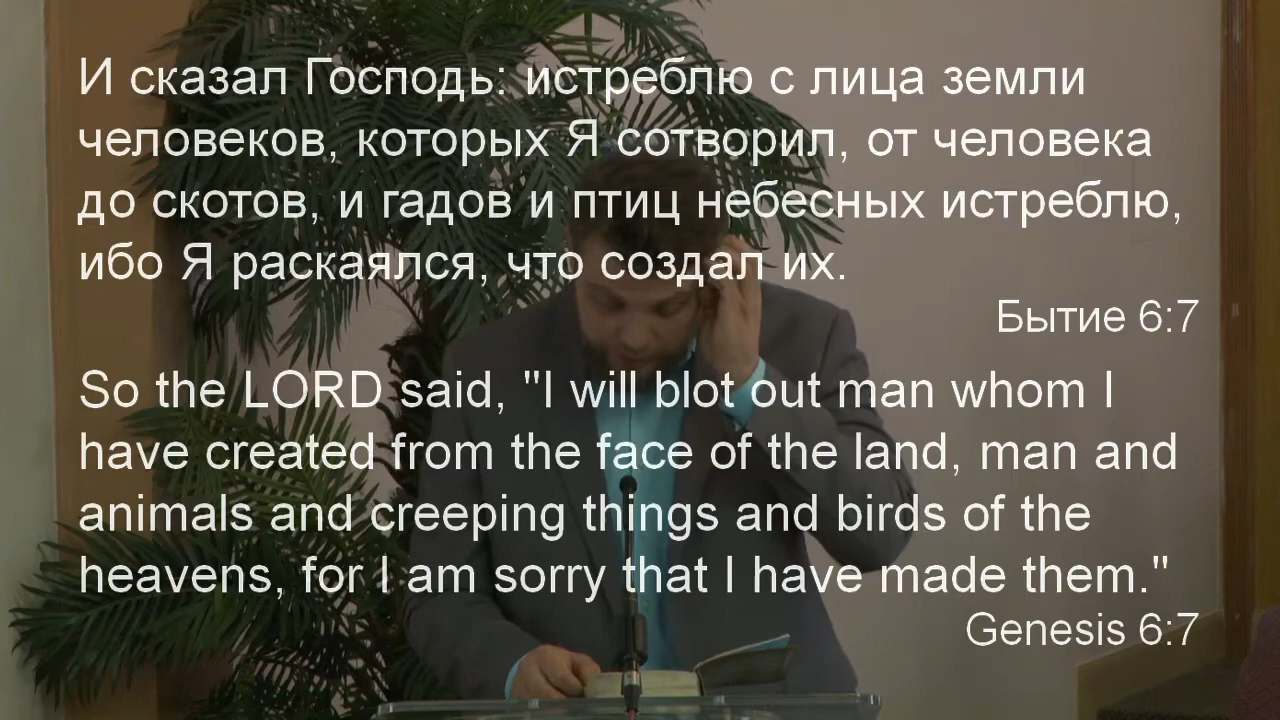 И сказал Господь: истреблю с лица земли
человеков, которых Я сотворил, от человека
до скотов, и гадов и птиц небесных истреблю,
ибо Я раскаялся, что создал их.
Бытие 6:7
So the LORD said, "I will blot out man whom I
have created from the face of the land, man and
animals and creeping things and birds of the
heavens, for I am sorry that I have made them."
Genesis 6:7